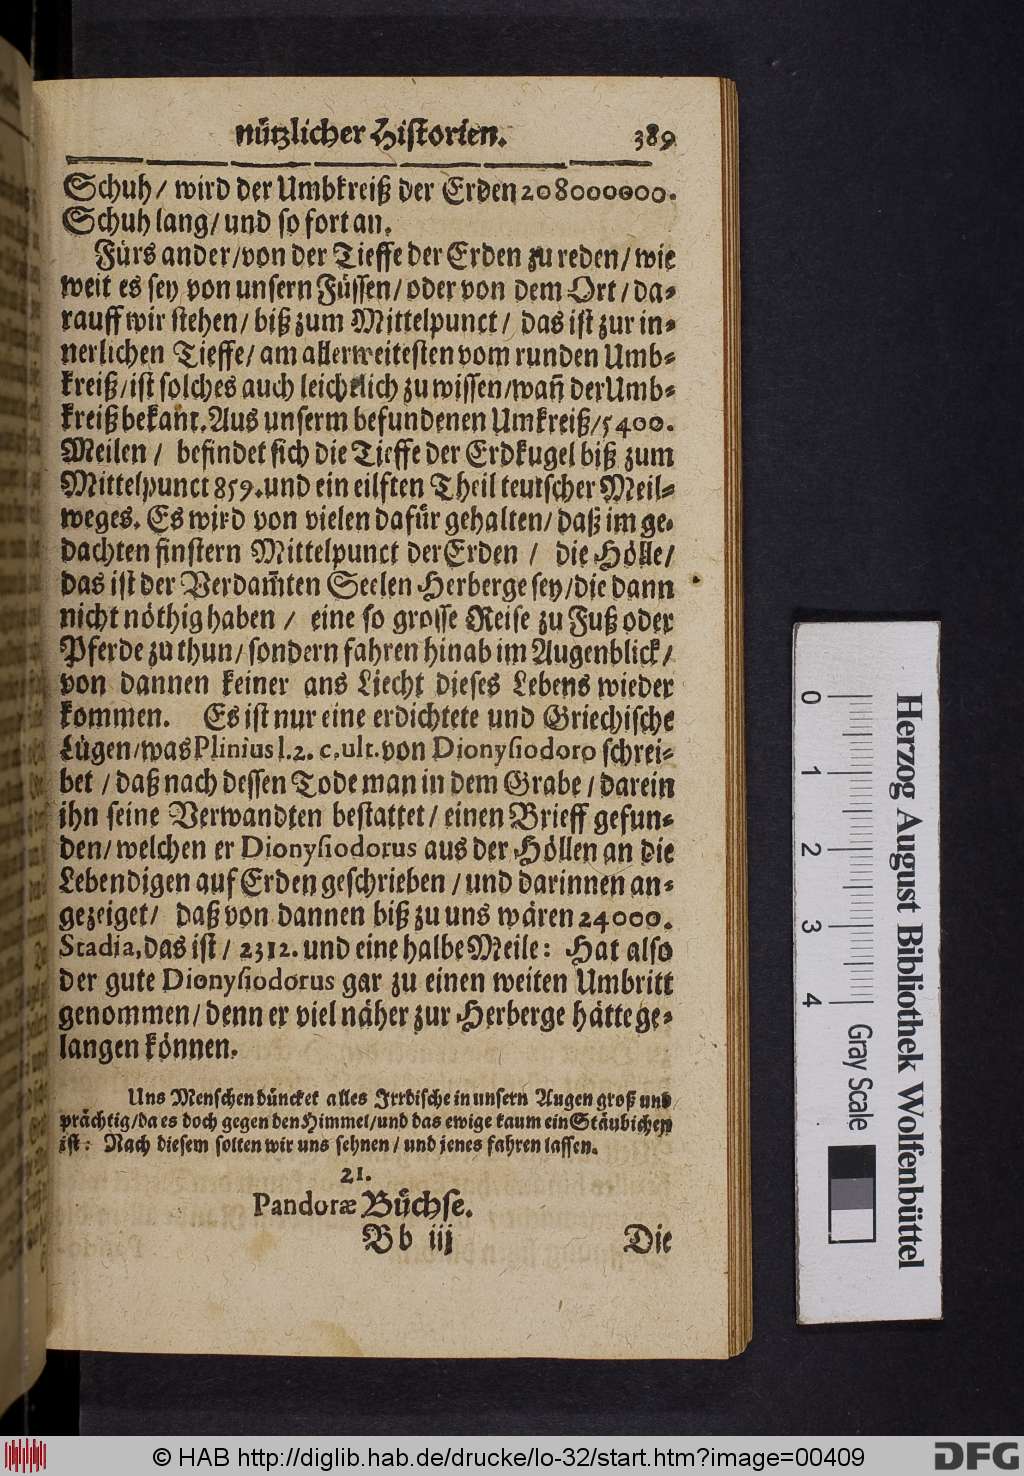 nützlicher Historien. 389
Schuh/ wird der Umbkreiß der Erden 208000000.
Schuh lang/ und so fort an.
Fürs ander/ von der Tieffe der Erden zu reden/ wie
weit es sey von unsern Füssen/ oder von dem Ort/ da-
rauff wir stehen/ biß zum Mittelpunct/ das ist zur in-
nerlichen Tieffe/ am allerweitesten vom runden Umb-
kreiß/ ist solches auch leichtlich zu wissen/ wañ der Umb-
kreiß bekant. Aus unserm befundenen Umkreiß/ 5400.
Meilen/ befindet sich die Tieffe der Erdkugel biß zum
Mittelpunct 859. und ein eilften Theil teutscher Meil-
weges. Es wird von vielen dafür gehalten/ daß im ge-
dachten finstern Mittelpunct der Erden / die Hölle/
das ist der Verdam̃ten Seelen Herberge sey/ die dann
nicht nöthig haben / eine so grosse Reise zu Fuß oder
Pferde zu thun/ sondern fahren hinab im Augenblick/
von dannen keiner ans Liecht dieses Lebens wieder
kommen. Es ist nur eine erdichtete und Griechische
Lügen/ was Plinius l. 2. c. ult. von Dionysiodoro schrei-
bet / daß nach dessen Tode man in dem Grabe / darein
ihn seine Verwandten bestattet/ einen Brieff gefun-
den/ welchen er Dionysiodorus aus der Höllen an die
Lebendigen auf Erden geschrieben / und darinnen an-
gezeiget/ daß von dannen biß zu uns wären 24000.
Stadia, das ist / 2312. und eine halbe Meile: Hat also
der gute Dionysiodorus gar zu einen weiten Umbritt
genommen/ denn er viel näher zur Herberge hätte ge-
langen können.
Uns Menschen düncket alles Irrdische in unsern Augen groß und
prächtig/ da es doch gegen den Himmel/ und das ewige kaum ein Stäubichen
ist: Nach diesem solten wir uns sehnen / und jenes fahren lassen.
21.
Pandoræ Büchse.
Bb iij Die
0 1 2 3 4 Gray Scale
Herzog August Bibliothek Wolfenbüttel
© HAB http://diglib.hab.de/drucke/lo-32/start.htm?image=00409
DFG